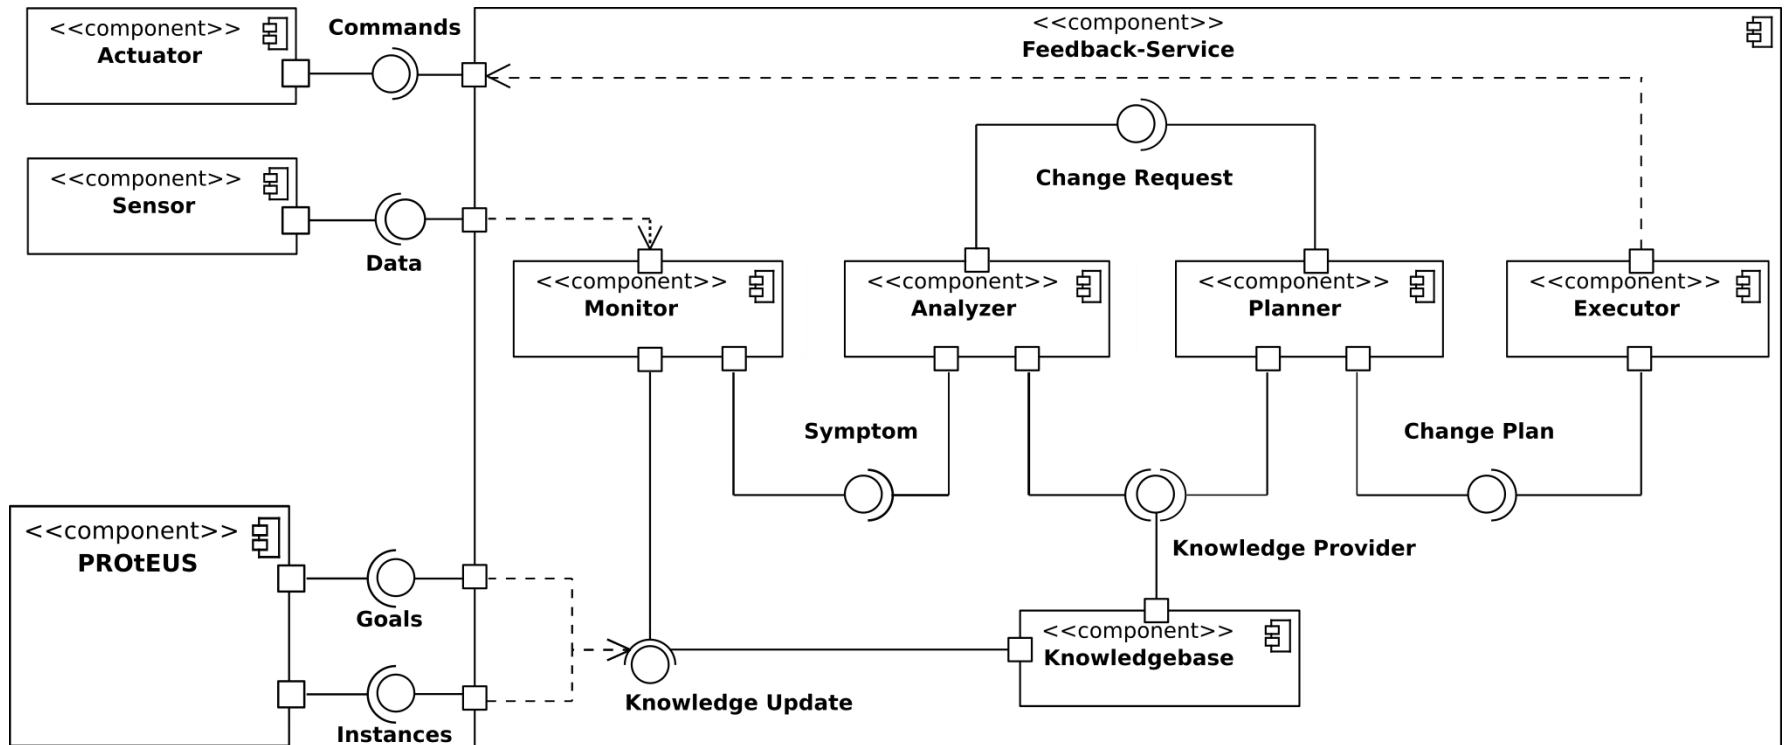 <<component>>
Actuator
Commands
<<component>>
Feedback-Service
<<component>>
Sensor
Data
Change Request
<<component>>
Monitor
<<component>>
Analyzer
<<component>>
Planner
<<component>>
Executor
Symptom
Change Plan
<<component>>
PROtEUS
Goals
Instances
Knowledge Provider
<<component>>
Knowledgebase
Knowledge Update